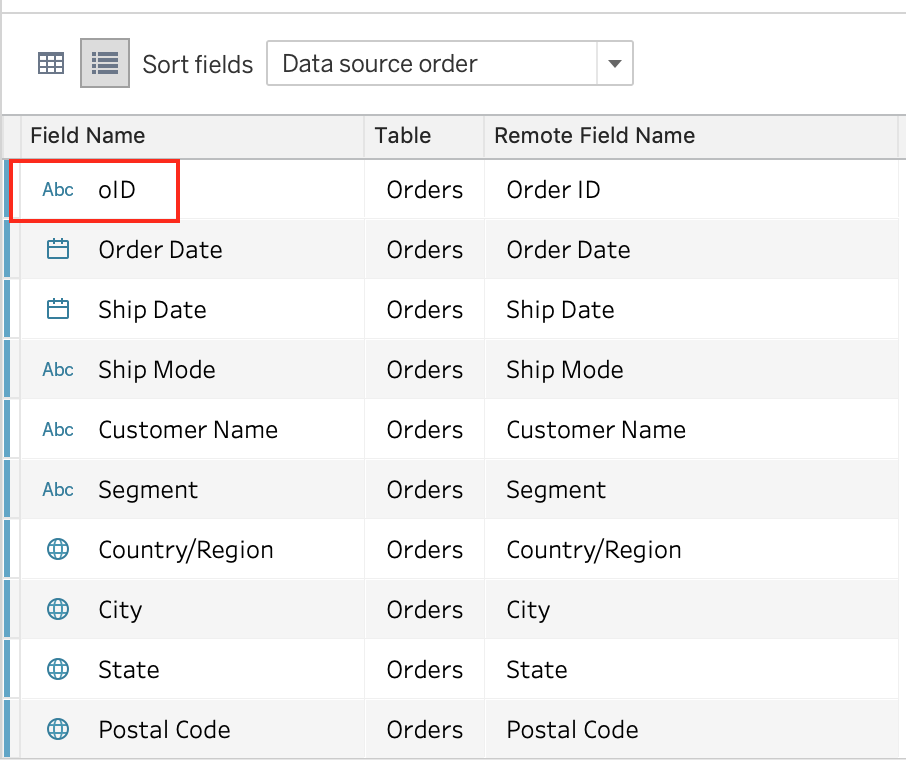 Sort fields Data source order
Field Name Table Remote Field Name
Abc oID Orders Order ID
Order Date Orders Order Date
Ship Date Orders Ship Date
Abc Ship Mode Orders Ship Mode
Abc Customer Name Orders Customer Name
Abc Segment Orders Segment
Country/Region Orders Country/Region
City Orders City
State Orders State
Postal Code Orders Postal Code